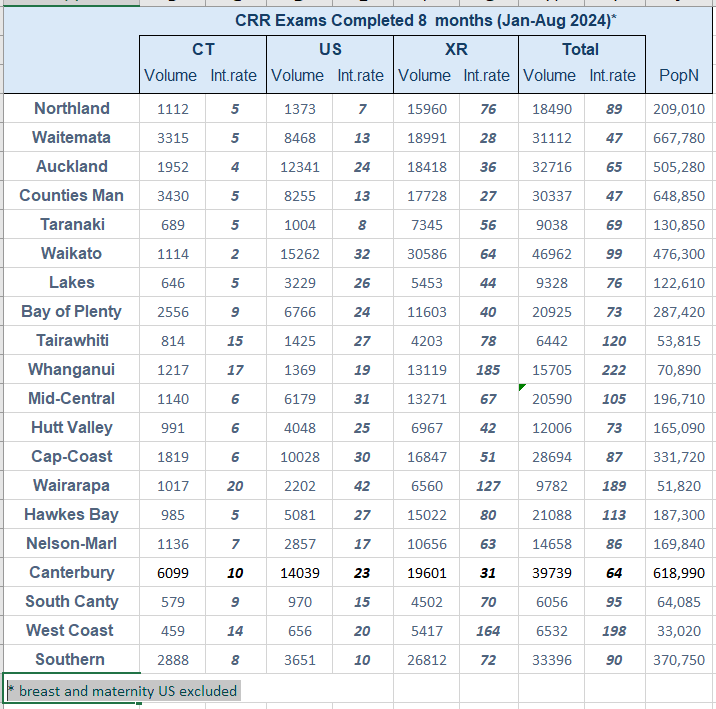 CRR Exams Completed 8 months (Jan-Aug 2024)*
CT US XR Total
Volume Int.rate Volume Int.rate Volume Int.rate Volume Int.rate PopN
Northland 1112 5 1373 7 15960 76 18490 89 209,010
Waitemata 3315 5 8468 13 18991 28 31112 47 667,780
Auckland 1952 4 12341 24 18418 36 32716 65 505,280
Counties Man 3430 5 8255 13 17728 27 30337 47 648,850
Taranaki 689 5 1004 8 7345 56 9038 69 130,850
Waikato 1114 2 15262 32 30586 64 46962 99 476,300
Lakes 646 5 3229 26 5453 44 9328 76 122,610
Bay of Plenty 2556 9 6766 24 11603 40 20925 73 287,420
Tairawhiti 814 15 1425 27 4203 78 6442 120 53,815
Whanganui 1217 17 1369 19 13119 185 15705 222 70,890
Mid-Central 1140 6 6179 31 13271 67 20590 105 196,710
Hutt Valley 991 6 4048 25 6967 42 12006 73 165,090
Cap-Coast 1819 6 10028 30 16847 51 28694 87 331,720
Wairarapa 1017 20 2202 42 6560 127 9782 189 51,820
Hawkes Bay 985 5 5081 27 15022 80 21088 113 187,300
Nelson-Marl 1136 7 2857 17 10656 63 14658 86 169,840
Canterbury 6099 10 14039 23 19601 31 39739 64 618,990
South Canty 579 9 970 15 4502 70 6056 95 64,085
West Coast 459 14 656 20 5417 164 6532 198 33,020
Southern 2888 8 3651 10 26812 72 33396 90 370,750
* breast and maternity US excluded